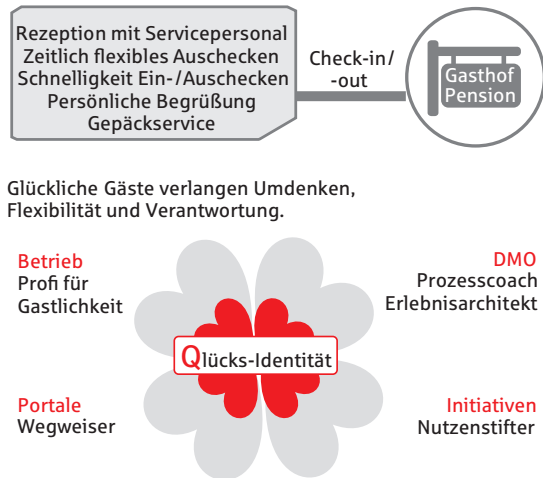 Rezeption mit Servicepersonal
Zeitlich flexibles Auschecken
Schnelligkeit Ein-/Auschecken
Persönliche Begrüßung
Gepäckservice
Check-in/
-out
Gasthof
Pension
Glückliche Gäste verlangen Umdenken,
Flexibilität und Verantwortung.
Betrieb
Profi für
Gastlichkeit
DMO
Prozesscoach
Erlebnisarchitekt
Qlücks-Identität
Portale
Wegweiser
Initiativen
Nutzenstifter